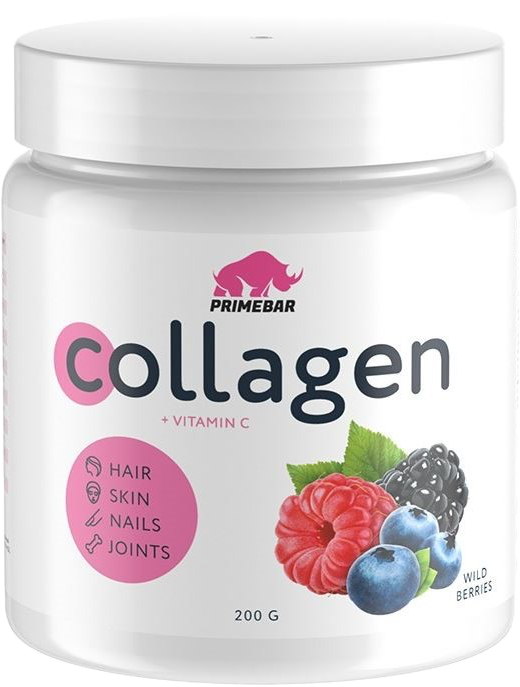 PRIMEBAR
collagen
+ VITAMIN C
HAIR
SKIN
NAILS
JOINTS
WILD
BERRIES
200 G